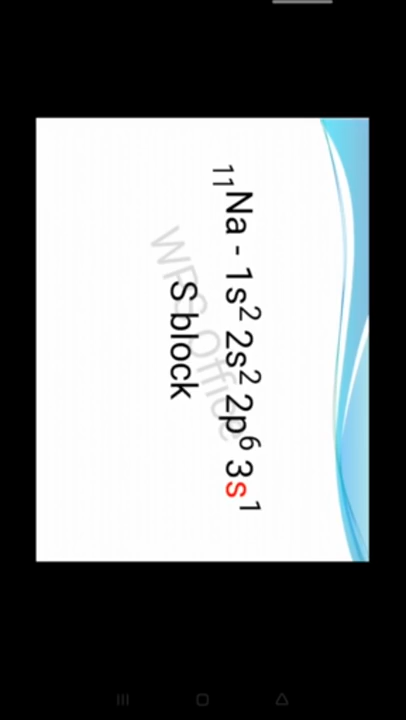 ₁₁Na - 1s² 2s² 2p⁶ 3s¹
S block
WPS Office